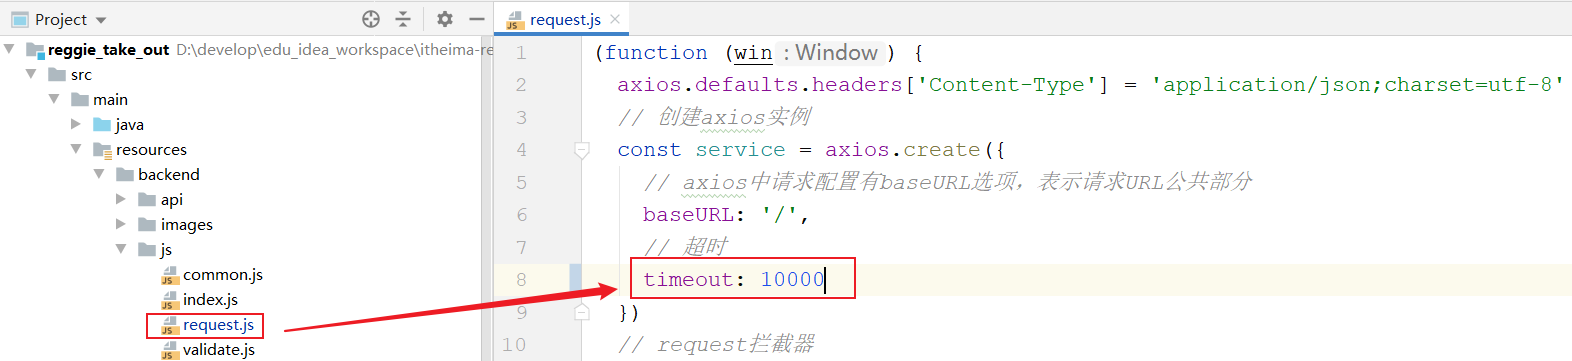 Project
reggie_take_out D:\develop\edu_idea_workspace\itheima-re
src
main
java
resources
backend
api
images
js
common.js
index.js
request.js
validate.js
request.js
1 (function (win : Window) {
2 axios.defaults.headers['Content-Type'] = 'application/json;charset=utf-8'
3 // 创建axios实例
4 const service = axios.create({
5 // axios中请求配置有baseURL选项，表示请求URL公共部分
6 baseURL: '/',
7 // 超时
8 timeout: 10000
9 })
10 // request拦截器